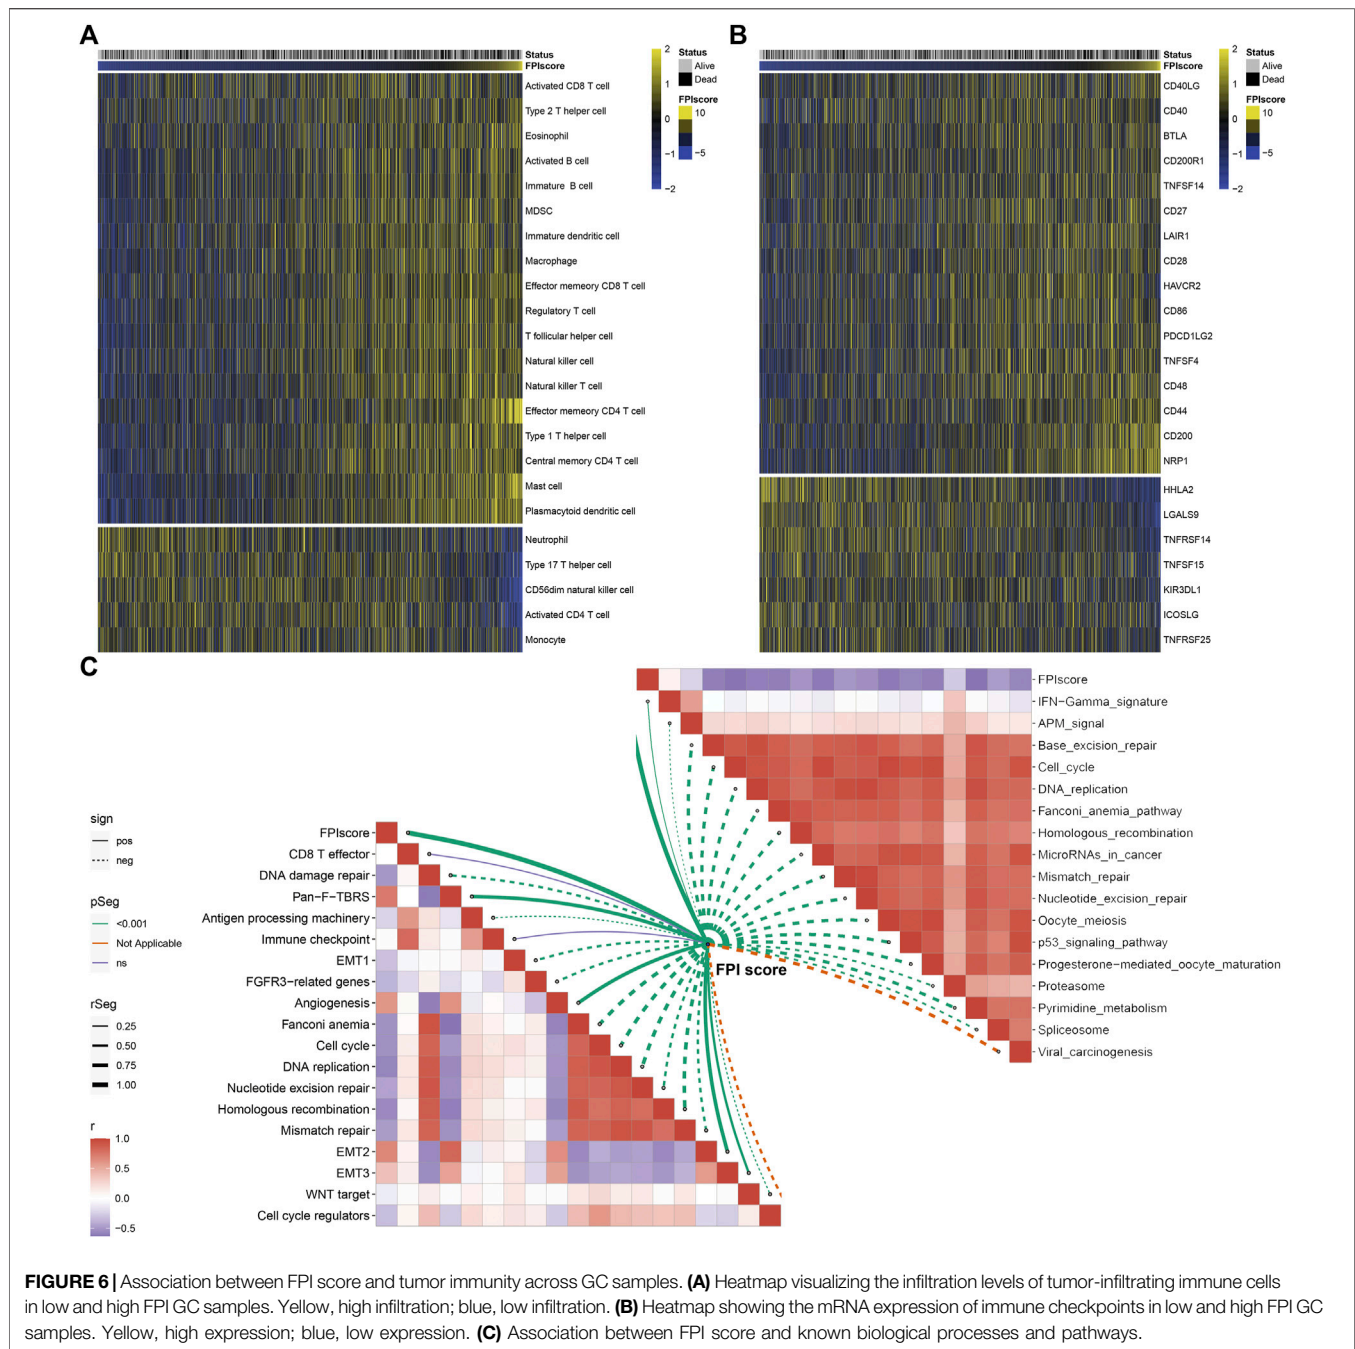 A
Status
FPIscore
Activated CD8 T cell
Type 2 T helper cell
Eosinophil
Activated B cell
Immature B cell
MDSC
Immature dendritic cell
Macrophage
Effector memeory CD8 T cell
Regulatory T cell
T follicular helper cell
Natural killer cell
Natural killer T cell
Effector memeory CD4 T cell
Type 1 T helper cell
Central memory CD4 T cell
Mast cell
Plasmacytoid dendritic cell
Neutrophil
Type 17 T helper cell
CD56dim natural killer cell
Activated CD4 T cell
Monocyte
2
1
0
−1
−2
Status
Alive
Dead
FPIscore
10
−5
B
Status
FPIscore
CD40LG
CD40
BTLA
CD200R1
TNFSF14
CD27
LAIR1
CD28
HAVCR2
CD86
PDCD1LG2
TNFSF4
CD48
CD44
CD200
NRP1
HHLA2
LGALS9
TNFRSF14
TNFSF15
KIR3DL1
ICOSLG
TNFRSF25
2
1
0
−1
−2
Status
Alive
Dead
FPIscore
10
−5
C
FPIscore
IFN−Gamma_signature
APM_signal
Base_excision_repair
Cell_cycle
DNA_replication
Fanconi_anemia_pathway
Homologous_recombination
MicroRNAs_in_cancer
Mismatch_repair
Nucleotide_excision_repair
Oocyte_meiosis
p53_signaling_pathway
Progesterone−mediated_oocyte_maturation
Proteasome
Pyrimidine_metabolism
Spliceosome
Viral_carcinogenesis
FPI score
sign
pos
neg
pSeg
<0.001
Not Applicable
ns
rSeg
0.25
0.50
0.75
1.00
r
1.0
0.5
0.0
−0.5
FPIscore
CD8 T effector
DNA damage repair
Pan−F−TBRS
Antigen processing machinery
Immune checkpoint
EMT1
FGFR3−related genes
Angiogenesis
Fanconi anemia
Cell cycle
DNA replication
Nucleotide excision repair
Homologous recombination
Mismatch repair
EMT2
EMT3
WNT target
Cell cycle regulators
FIGURE 6 | Association between FPI score and tumor immunity across GC samples. (A) Heatmap visualizing the infiltration levels of tumor-infiltrating immune cells
in low and high FPI GC samples. Yellow, high infiltration; blue, low infiltration. (B) Heatmap showing the mRNA expression of immune checkpoints in low and high FPI GC
samples. Yellow, high expression; blue, low expression. (C) Association between FPI score and known biological processes and pathways.